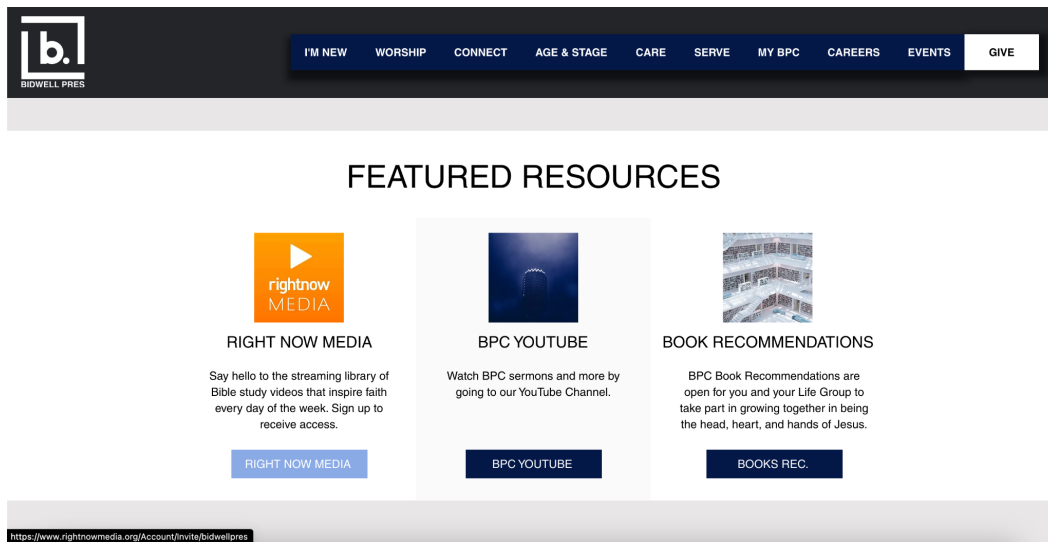 b.
BIDWELL PRES
I'M NEW WORSHIP CONNECT AGE & STAGE CARE SERVE MY BPC CAREERS EVENTS GIVE
FEATURED RESOURCES
rightnow
MEDIA
RIGHT NOW MEDIA
Say hello to the streaming library of
Bible study videos that inspire faith
every day of the week. Sign up to
receive access.
RIGHT NOW MEDIA
BPC YOUTUBE
Watch BPC sermons and more by
going to our YouTube Channel.
BPC YOUTUBE
BOOK RECOMMENDATIONS
BPC Book Recommendations are
open for you and your Life Group to
take part in growing together in being
the head, heart, and hands of Jesus.
BOOKS REC.
https://www.rightnowmedia.org/Account/Invite/bidwellpres